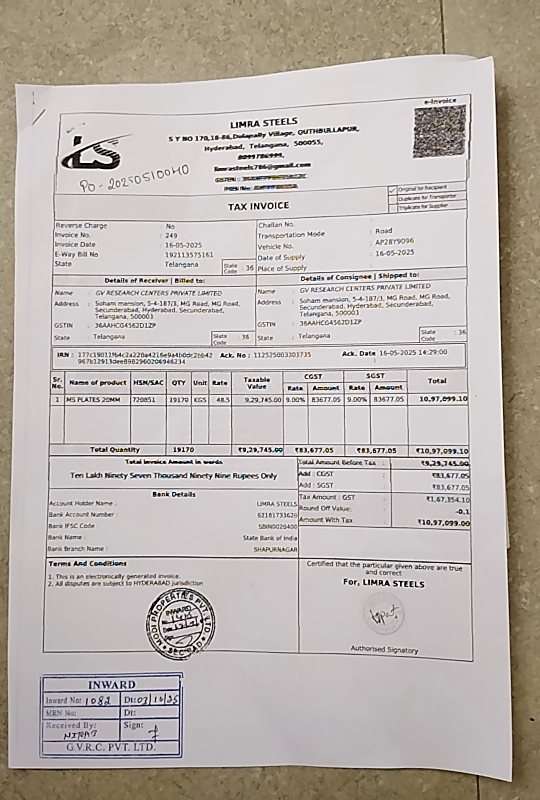 e-Invoice
LIMRA STEELS
S Y NO 170,18-86,Dulapally Village, QUTHBULLAPUR,
Hyderabad, Telangana, 500055,
8099786995,
limrasteels786@gmail.com
LS
PO - 20250510040
Original for Recipient
Duplicate for Transporter
Triplicate for Supplier
TAX INVOICE
Reverse Charge : No
Invoice No. : 249
Invoice Date : 16-05-2025
E-Way Bill No : 192113575161
State : Telangana State Code : 36
Challan No. :
Transportation Mode : Road
Vehicle No. : AP28Y9096
Date of Supply : 16-05-2025
Place of Supply :
Details of Receiver | Billed to:
Name : GV RESEARCH CENTERS PRIVATE LIMITED
Address : Soham mansion, 5-4-187/3, MG Road, MG Road,
Secunderabad, Hyderabad, Secunderabad,
Telangana, 500003
GSTIN : 36AAHCG4562D1ZP
State : Telangana State Code : 36
Details of Consignee | Shipped to:
Name : GV RESEARCH CENTERS PRIVATE LIMITED
Address : Soham mansion, 5-4-187/3, MG Road, MG Road,
Secunderabad, Hyderabad, Secunderabad,
Telangana, 500003
GSTIN : 36AAHCG4562D1ZP
State : Telangana State Code : 36
IRN : Ack. No : 112525003303735 Ack. Date 16-05-2025 14:29:00
Sr. No. Name of product HSN/SAC QTY Unit Rate Taxable Value CGST Rate Amount SGST Rate Amount Total
1 MS PLATES 20MM 720851 19170 KGS 48.5 9,29,745.00 9.00% 83677.05 9.00% 83677.05 10,97,099.10
Total Quantity 19170 ₹9,29,745.00 ₹83,677.05 ₹83,677.05 ₹10,97,099.10
Total Invoice Amount in words
Ten Lakh Ninety Seven Thousand Ninety Nine Rupees Only
Total Amount Before Tax : ₹9,29,745.00
Add : CGST : ₹83,677.05
Add : SGST : ₹83,677.05
Tax Amount : GST : ₹1,67,354.10
Round Off Value : -0.1
Amount With Tax : ₹10,97,099.00
Bank Details
Account Holder Name : LIMRA STEELS
Bank Account Number : 62181733620
Bank IFSC Code : SBIN0020400
Bank Name : State Bank of India
Bank Branch Name : SHAPURNAGAR
Terms And Conditions
1. This is an electronically generated invoice.
2. All disputes are subject to HYDERABAD jurisdiction
Certified that the particular given above are true
and correct
For, LIMRA STEELS
Authorised Signatory
MODI PROPERTIES PVT. LTD.
INWARD
INWARD
Inward No: 1082 Dt: 03/10/25
MRN No: Dt:
Received By: Sign:
G.V.R.C. PVT. LTD.